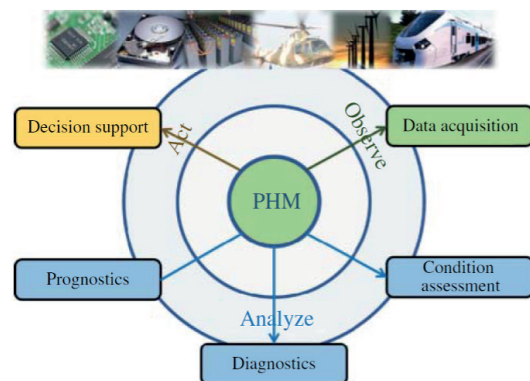 Decision support
Act
Observe
Data acquisition
PHM
Prognostics
Condition
assessment
Analyze
Diagnostics